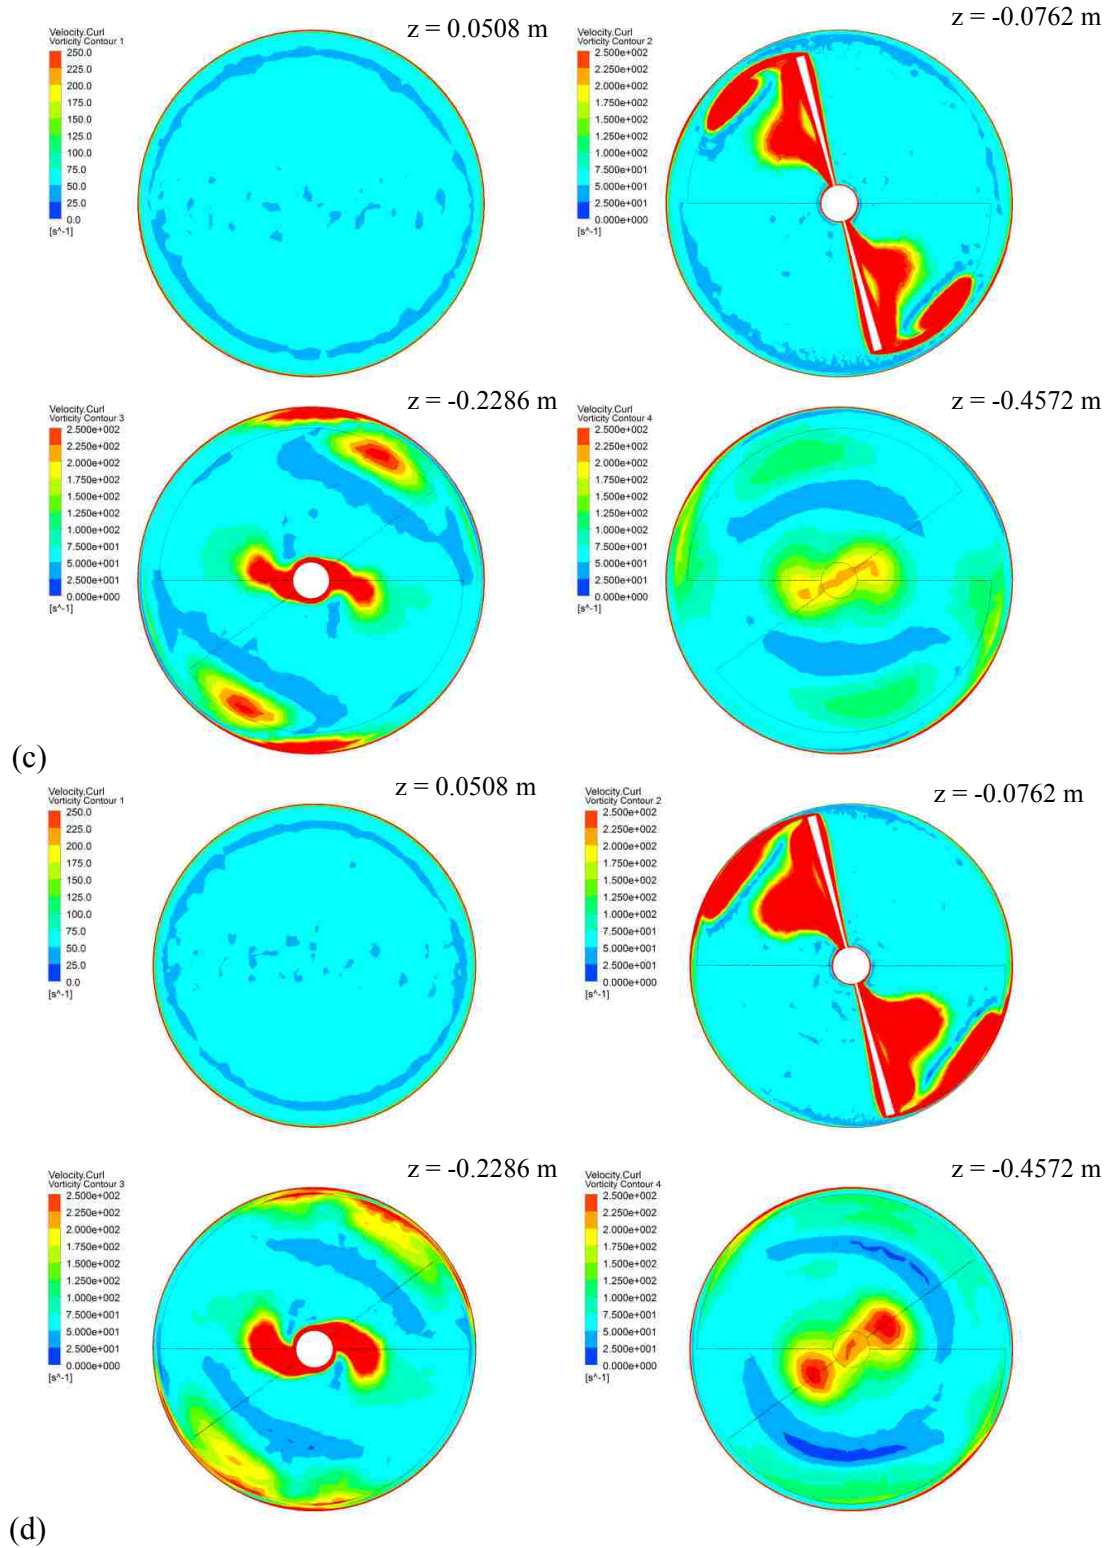 z = 0.0508 m
z = -0.0762 m
Velocity.Curl
Vorticity Contour 1
250.0
225.0
200.0
175.0
150.0
125.0
100.0
75.0
50.0
25.0
0.0
[s^-1]
Velocity.Curl
Vorticity Contour 2
2.500e+002
2.250e+002
2.000e+002
1.750e+002
1.500e+002
1.250e+002
1.000e+002
7.500e+001
5.000e+001
2.500e+001
0.000e+000
[s^-1]
z = -0.2286 m
z = -0.4572 m
Velocity.Curl
Vorticity Contour 3
2.500e+002
2.250e+002
2.000e+002
1.750e+002
1.500e+002
1.250e+002
1.000e+002
7.500e+001
5.000e+001
2.500e+001
0.000e+000
[s^-1]
Velocity.Curl
Vorticity Contour 4
2.500e+002
2.250e+002
2.000e+002
1.750e+002
1.500e+002
1.250e+002
1.000e+002
7.500e+001
5.000e+001
2.500e+001
0.000e+000
[s^-1]
(c)
z = 0.0508 m
z = -0.0762 m
Velocity.Curl
Vorticity Contour 1
250.0
225.0
200.0
175.0
150.0
125.0
100.0
75.0
50.0
25.0
0.0
[s^-1]
Velocity.Curl
Vorticity Contour 2
2.500e+002
2.250e+002
2.000e+002
1.750e+002
1.500e+002
1.250e+002
1.000e+002
7.500e+001
5.000e+001
2.500e+001
0.000e+000
[s^-1]
z = -0.2286 m
z = -0.4572 m
Velocity.Curl
Vorticity Contour 3
2.500e+002
2.250e+002
2.000e+002
1.750e+002
1.500e+002
1.250e+002
1.000e+002
7.500e+001
5.000e+001
2.500e+001
0.000e+000
[s^-1]
Velocity.Curl
Vorticity Contour 4
2.500e+002
2.250e+002
2.000e+002
1.750e+002
1.500e+002
1.250e+002
1.000e+002
7.500e+001
5.000e+001
2.500e+001
0.000e+000
[s^-1]
(d)